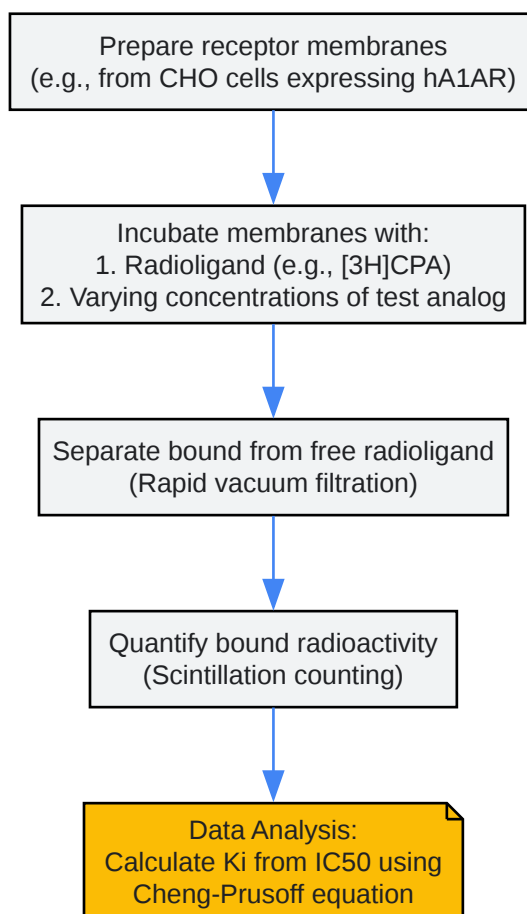 Prepare receptor membranes
(e.g., from CHO cells expressing hA1AR)
Incubate membranes with:
1. Radioligand (e.g., [3H]CPA)
2. Varying concentrations of test analog
Separate bound from free radioligand
(Rapid vacuum filtration)
Quantify bound radioactivity
(Scintillation counting)
Data Analysis:
Calculate Ki from IC50 using
Cheng-Prusoff equation